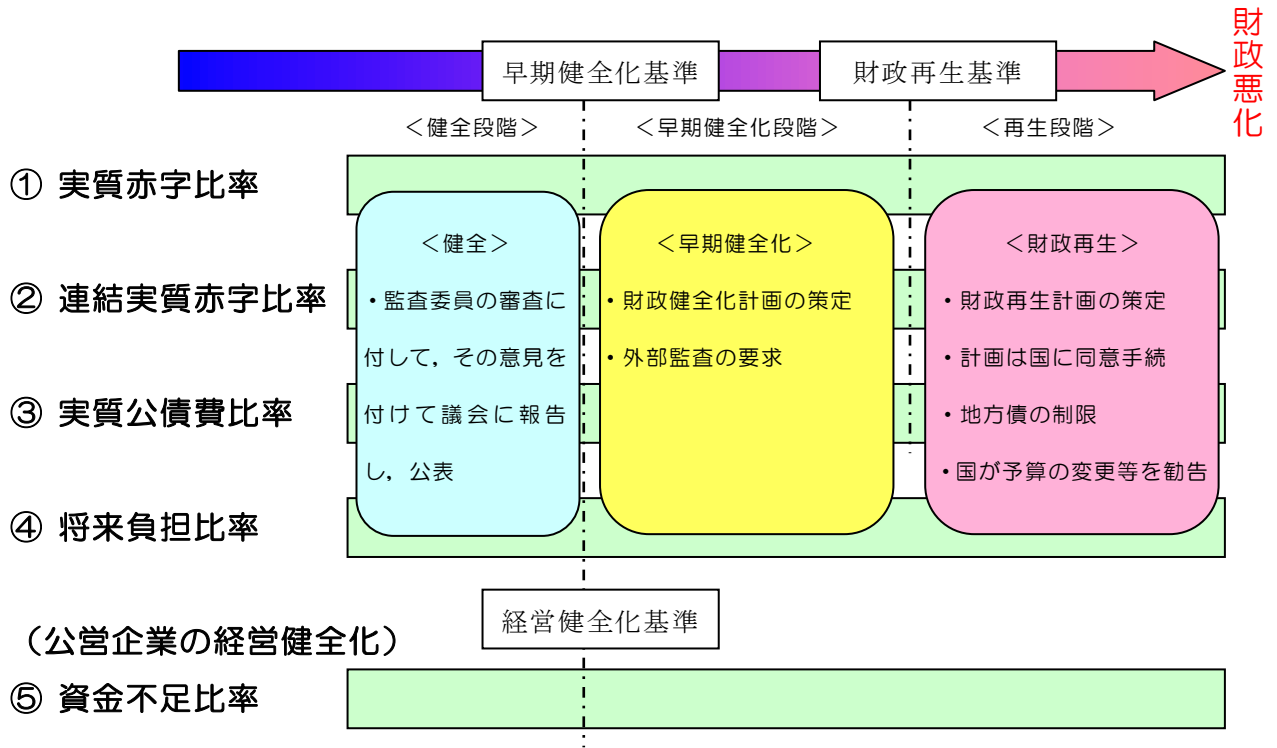 財政悪化
早期健全化基準
財政再生基準
＜健全段階＞
＜早期健全化段階＞
＜再生段階＞
① 実質赤字比率
② 連結実質赤字比率
③ 実質公債費比率
④ 将来負担比率
＜健全＞
・監査委員の審査に
付して，その意見を
付けて議会に報告
し，公表
＜早期健全化＞
・財政健全化計画の策定
・外部監査の要求
＜財政再生＞
・財政再生計画の策定
・計画は国に同意手続
・地方債の制限
・国が予算の変更等を勧告
経営健全化基準
（公営企業の経営健全化）
⑤ 資金不足比率